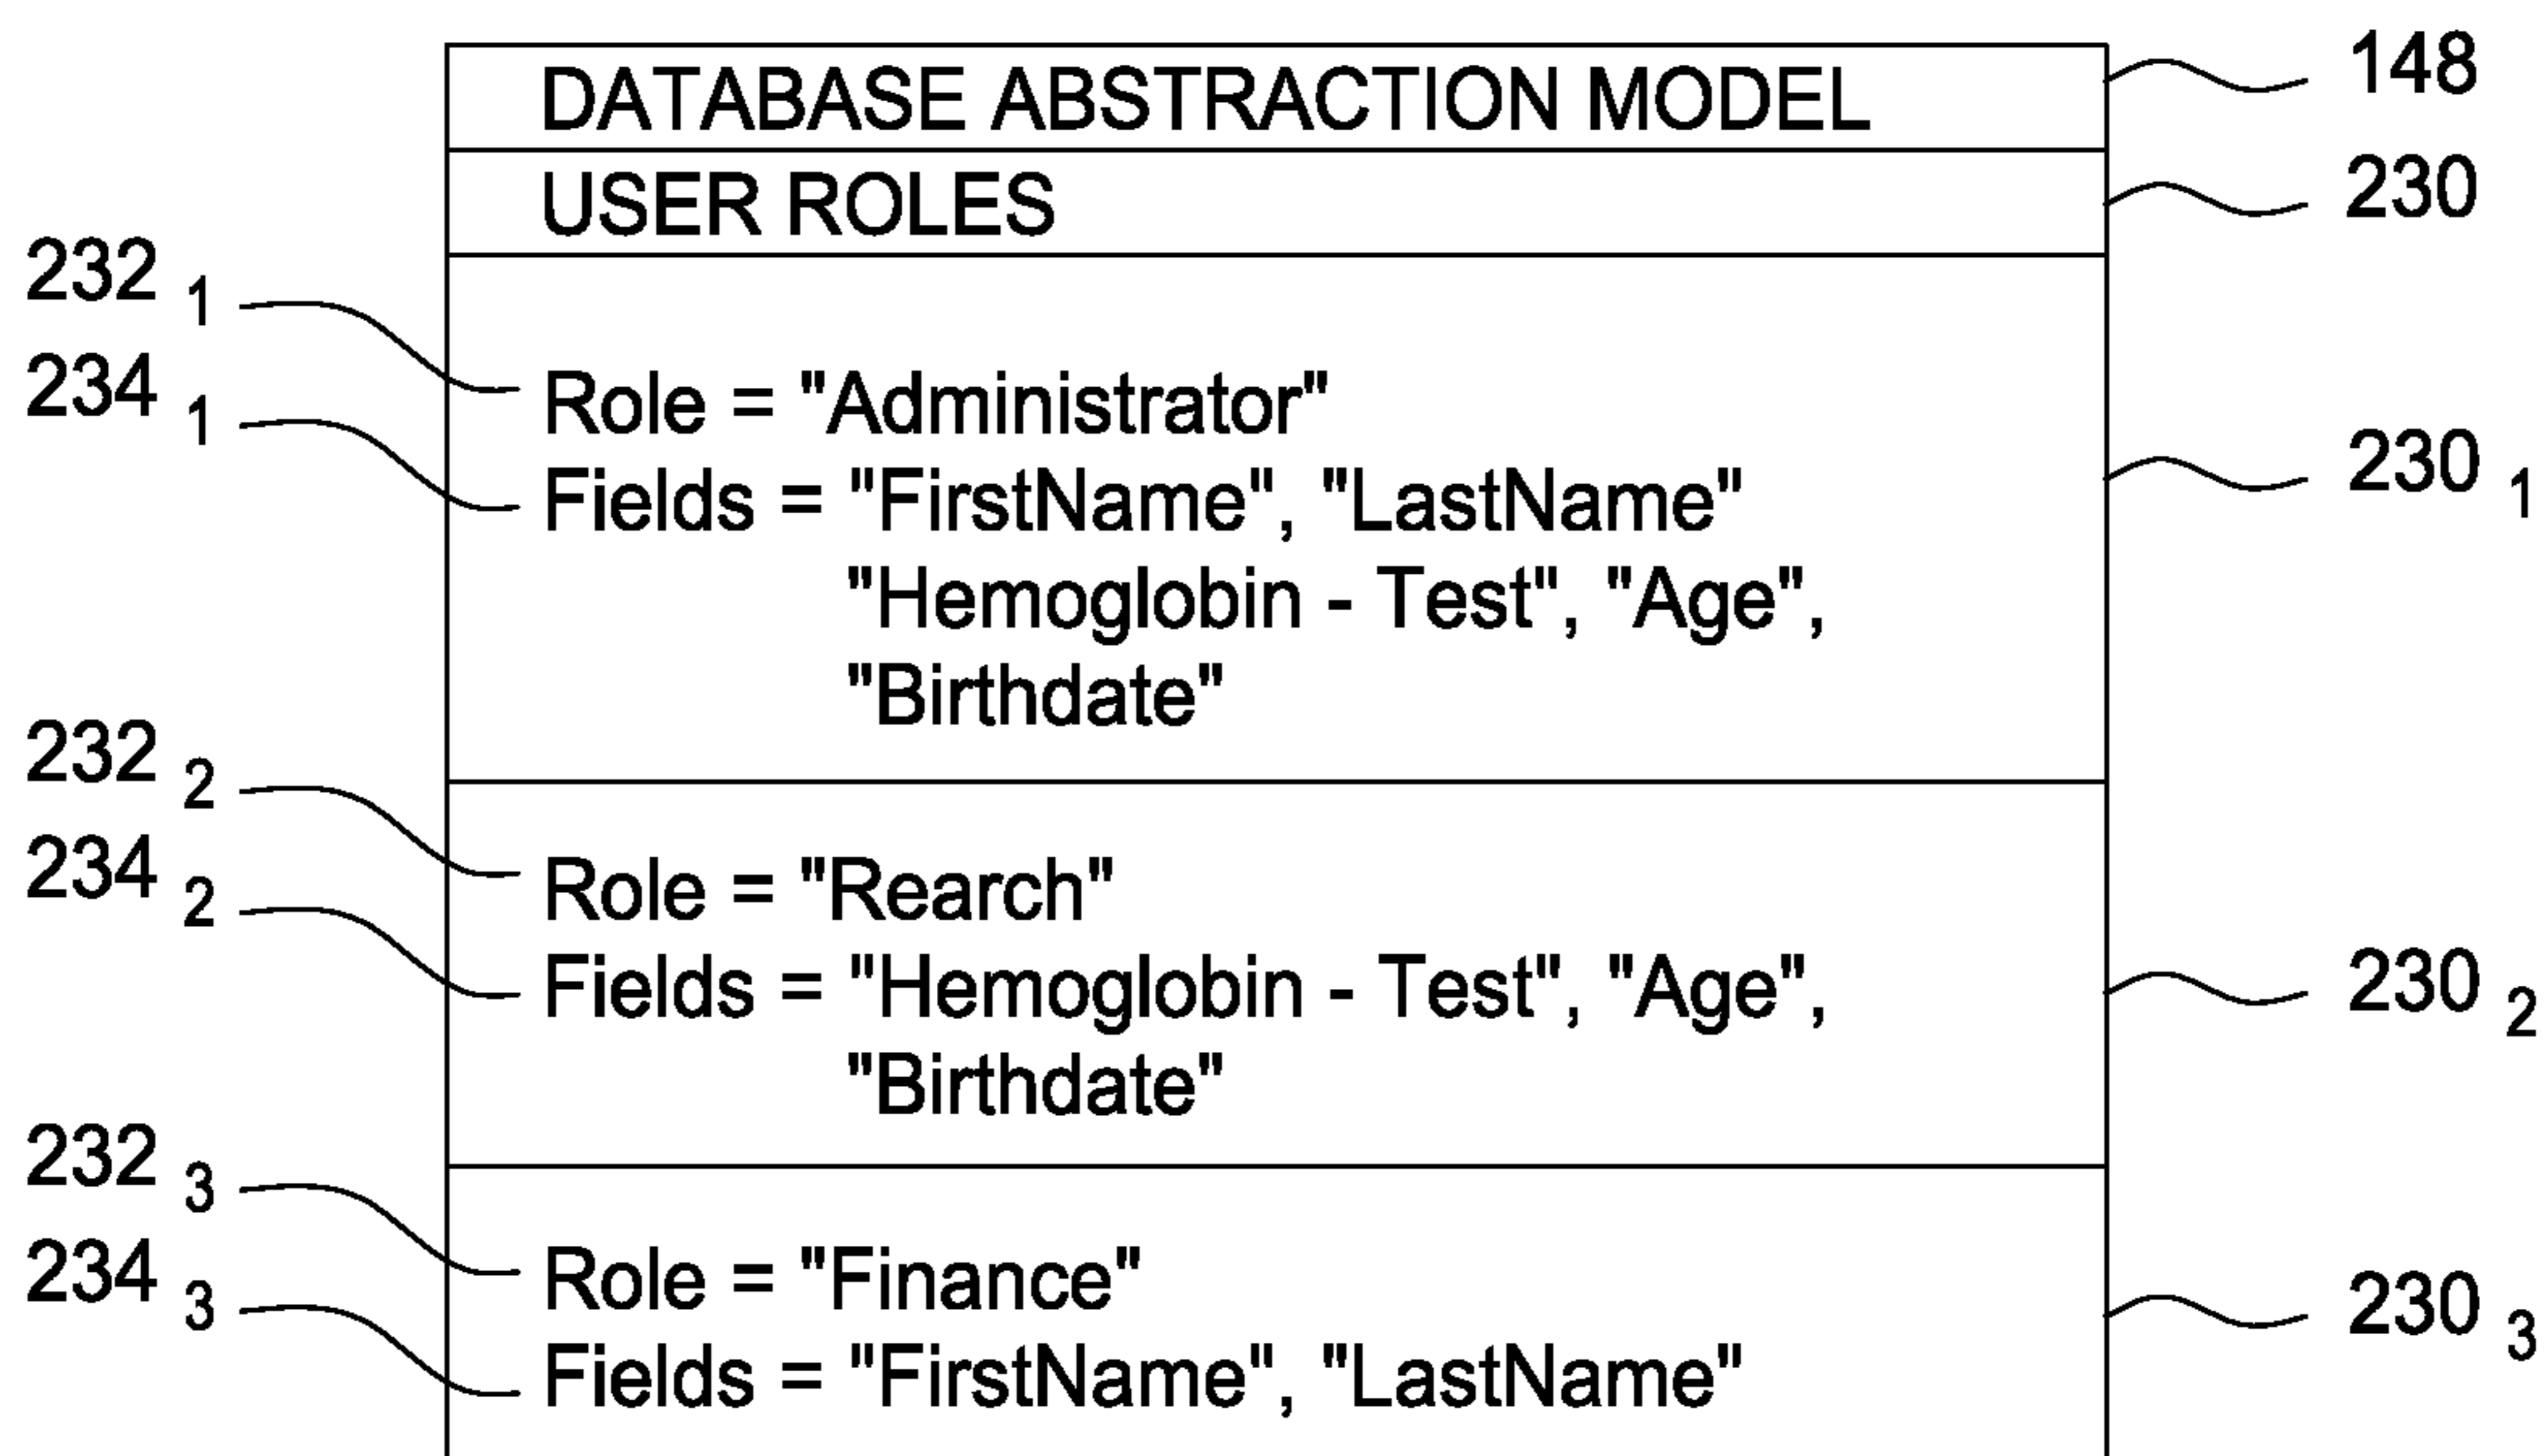 DATABASE ABSTRACTION MODEL 148
USER ROLES 230
232 1
234 1
Role = "Administrator"
Fields = "FirstName", "LastName" 230 1
"Hemoglobin - Test", "Age",
"Birthdate"
232 2
234 2
Role = "Rearch"
Fields = "Hemoglobin - Test", "Age", 230 2
"Birthdate"
232 3
234 3
Role = "Finance"
230 3
Fields = "FirstName", "LastName"